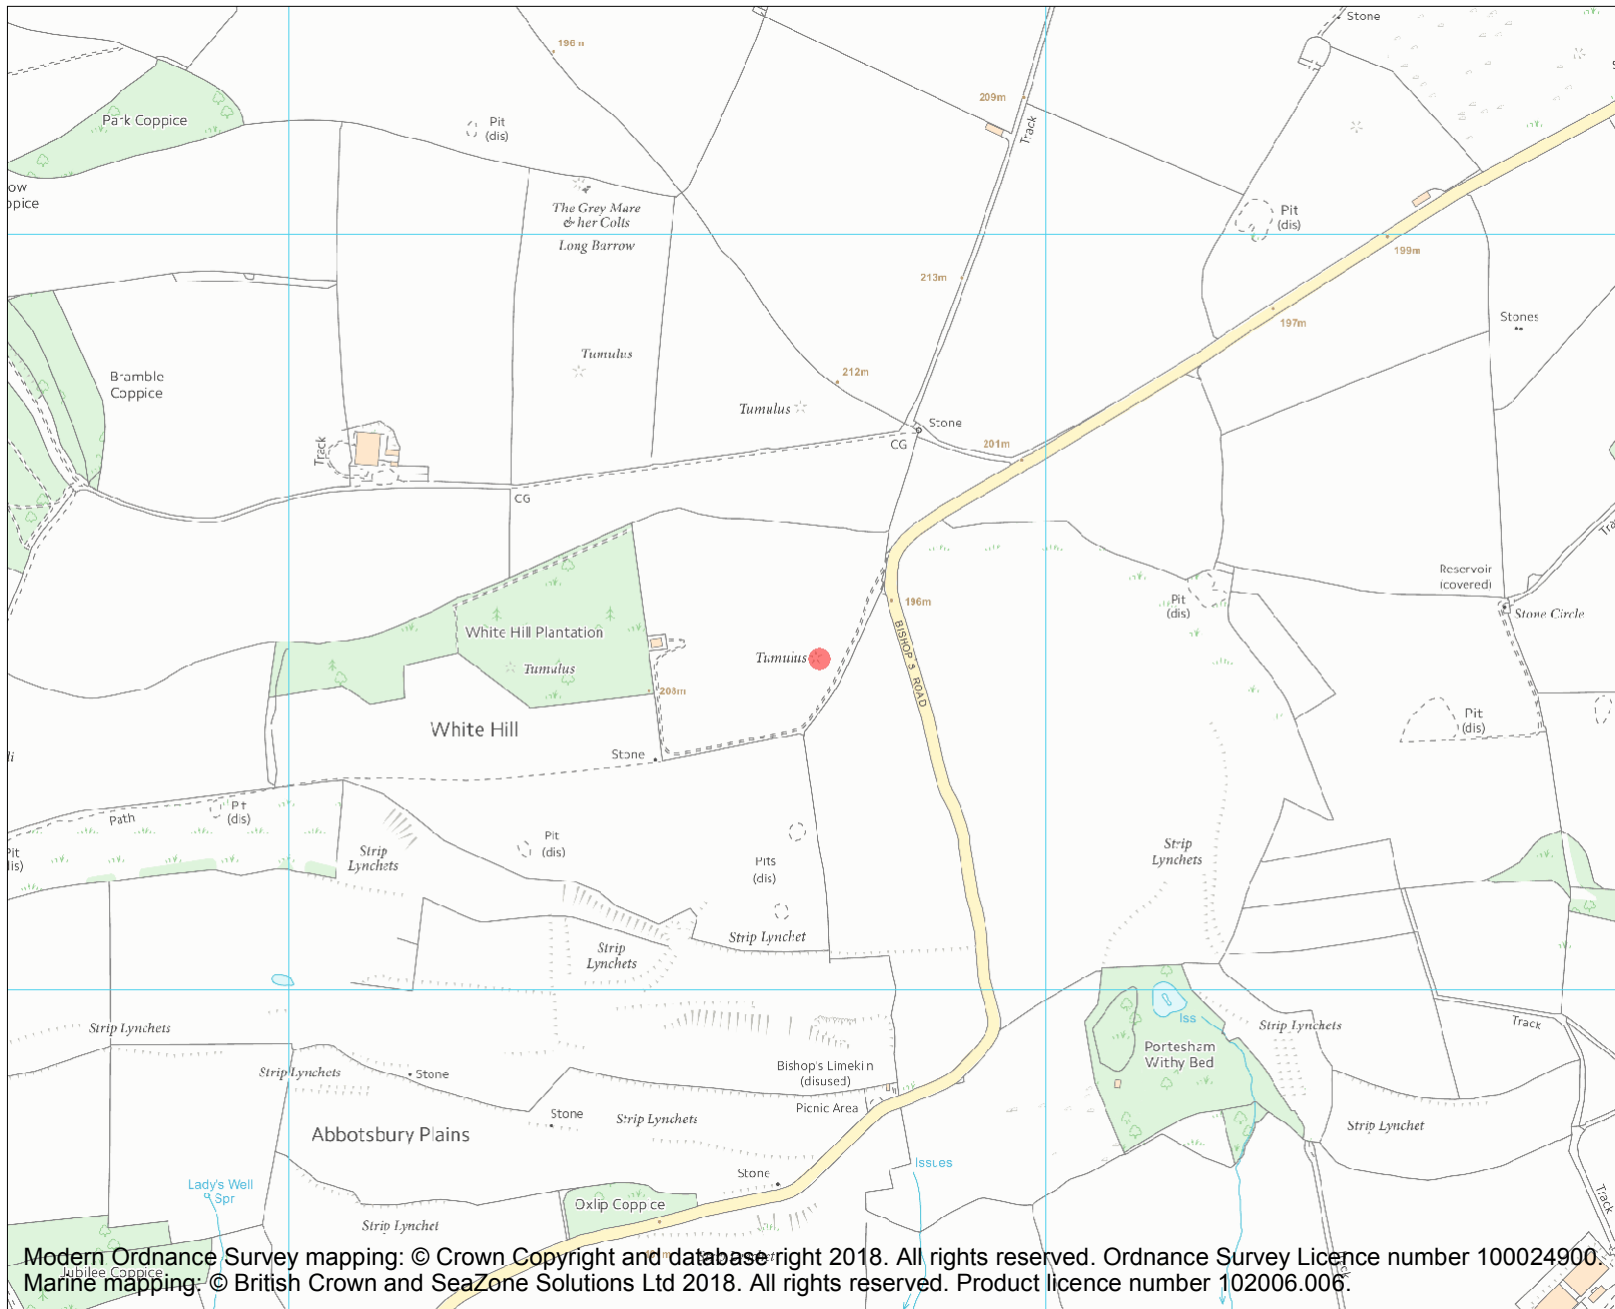 Stone
196m
209m
Park Coppice
Pit
(dis)
Track
ow
ppice
The Grey Mare
& her Colts
Long Barrow
Pit
(dis)
199m
213m
197m
Stones
Tumulus
212m
Bramble
Coppice
Tumulus
Stone
CG
201m
Track
CG
Reservoir
(covered)
196m
Pit
(dis)
Stone Circle
White Hill Plantation
BISHOP'S ROAD
Tumulus
Tumulus
208m
White Hill
Pit
(dis)
Stone
Pit
(dis)
Path
Pit
(dis)
Strip
Lynchets
Strip
Lynchets
Pits
(dis)
Strip Lynchet
Strip
Lynchets
Iss
Strip Lynchets
Strip Lynchets
Track
Portesham
Withy Bed
Bishop's Limekiln
(disused)
Strip Lynchets
Stone
Picnic Area
Stone
Strip Lynchets
Strip Lynchet
Abbotsbury Plains
Issues
Stone
Lady's Well
Spr
Oxlip Coppice
Track
Strip Lynchet
Modern Ordnance Survey mapping: © Crown Copyright and database right 2018. All rights reserved. Ordnance Survey Licence number 100024900.
Jubilee Coppice
Marine mapping: © British Crown and SeaZone Solutions Ltd 2018. All rights reserved. Product licence number 102006.006.